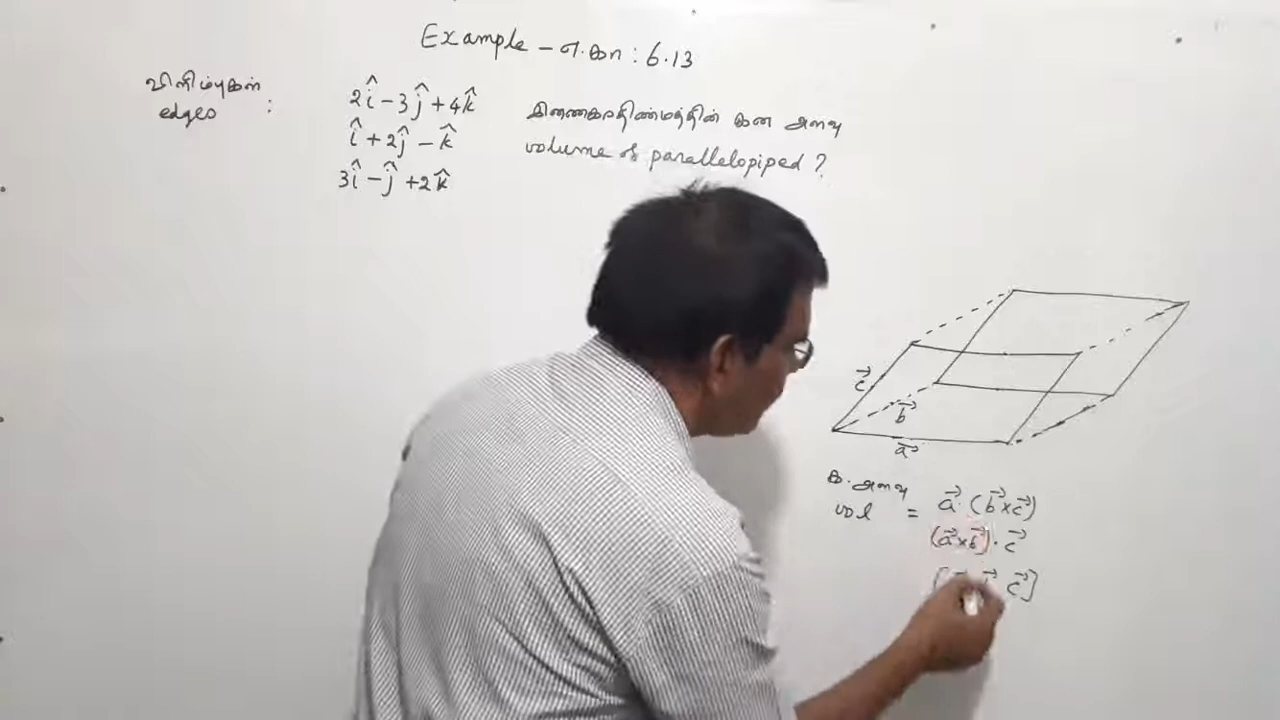 Example – எ.கா : 6.13
விளிம்புகள்
edges :
2î − 3ĵ + 4k̂
î + 2ĵ − k̂
3î − ĵ + 2k̂
இணைகரதிண்மத்தின் கன அளவு
volume of parallelopiped ?
c⃗
b⃗
a⃗
க. அளவு
vol = a⃗ · (b⃗ × c⃗)
(a⃗ × b⃗) · c⃗
c⃗]